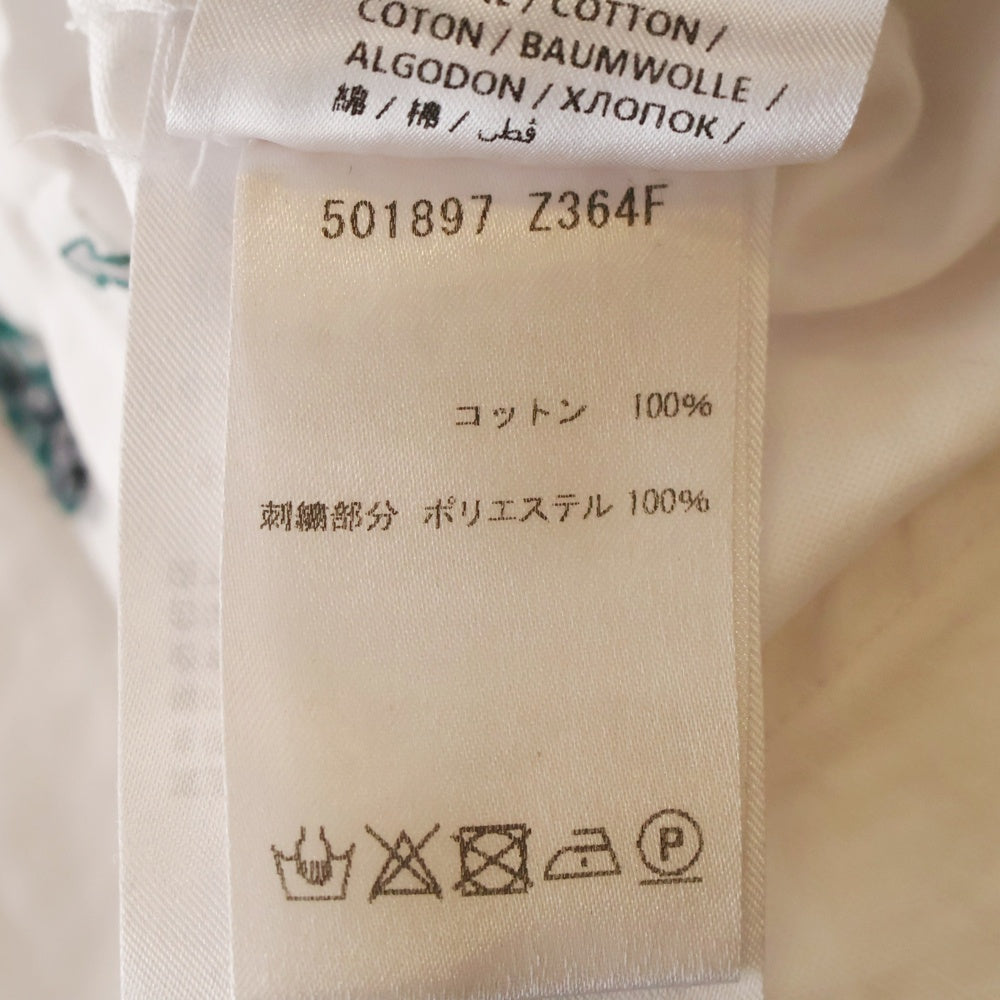 / COTTON /
COTON / BAUMWOLLE /
ALGODON / ХЛОПОК /
綿 / 棉 / قطن
501897 Z364F
コットン 100%
刺繍部分 ポリエステル 100%
P